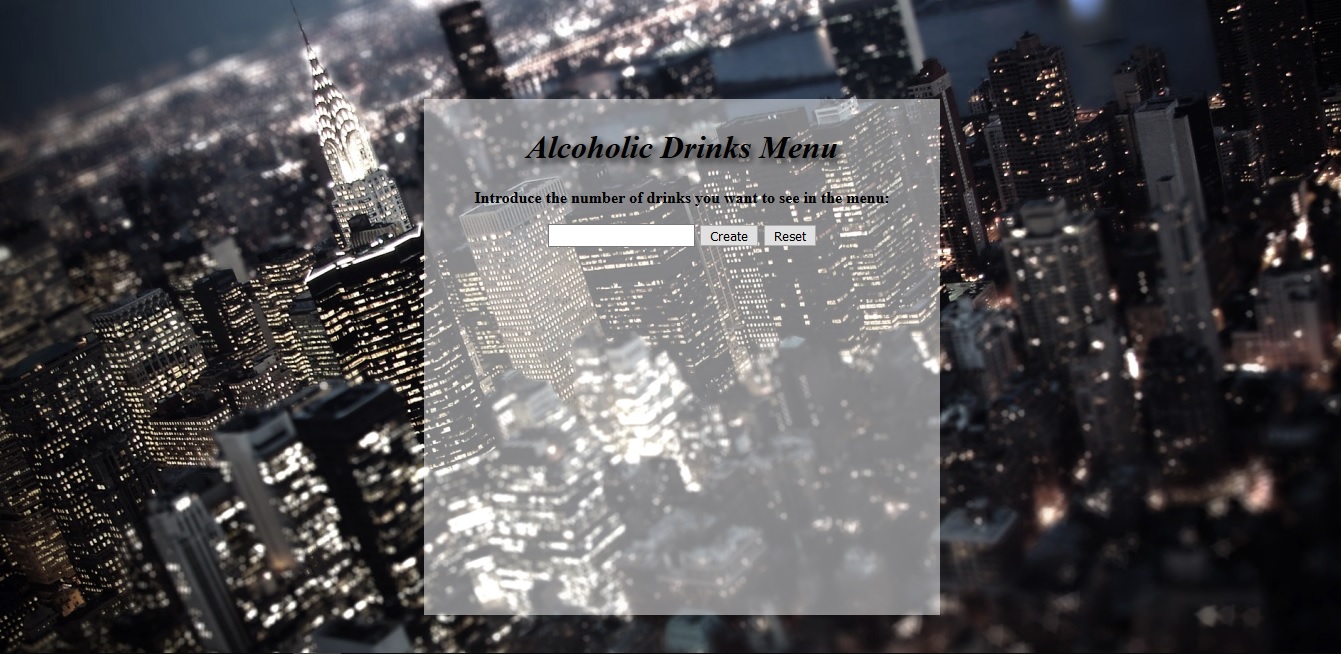 Alcoholic Drinks Menu
Introduce the number of drinks you want to see in the menu:
Create Reset